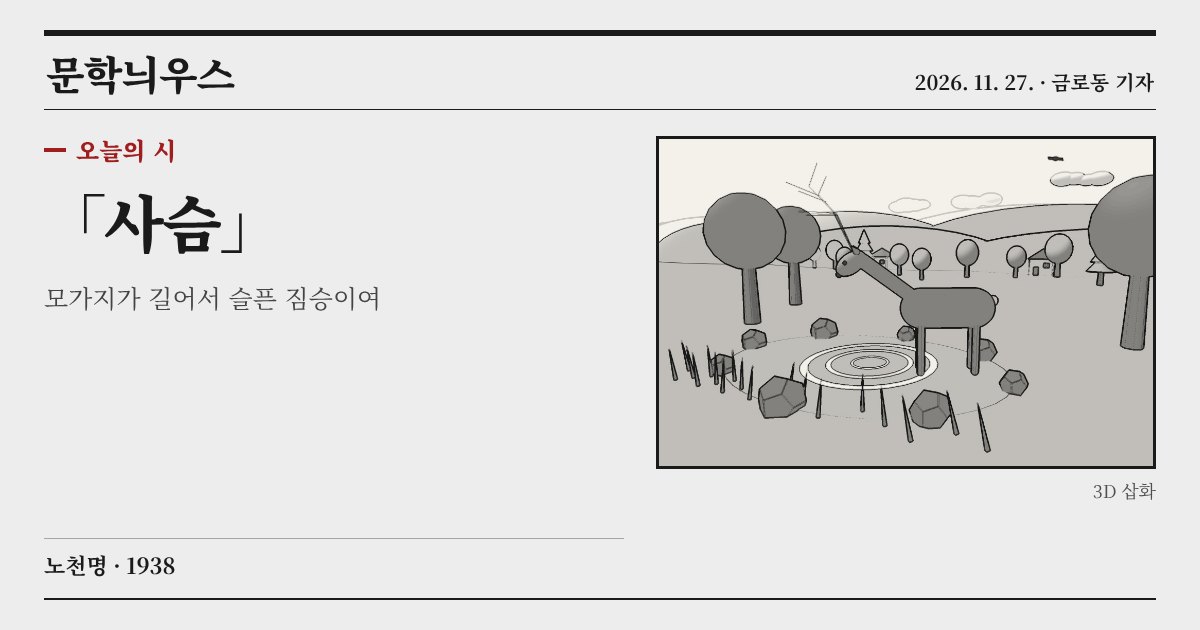 문학늬우스
2026. 11. 27. · 금로동 기자
오늘의 시
「사슴」
모가지가 길어서 슬픈 짐승이여
3D 삽화
노천명 · 1938